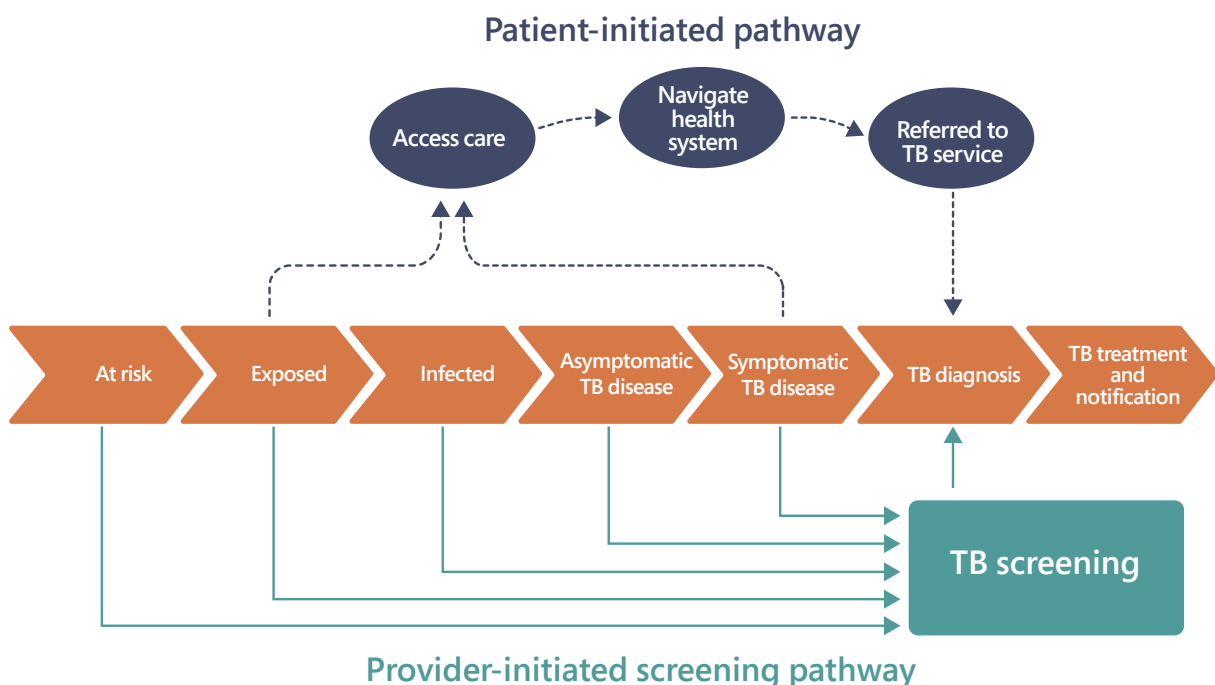 Patient-initiated pathway
Access care
Navigate
health
system
Referred to
TB service
At risk
Exposed
Infected
Asymptomatic
TB disease
Symptomatic
TB disease
TB diagnosis
TB treatment
and
notification
TB screening
Provider-initiated screening pathway